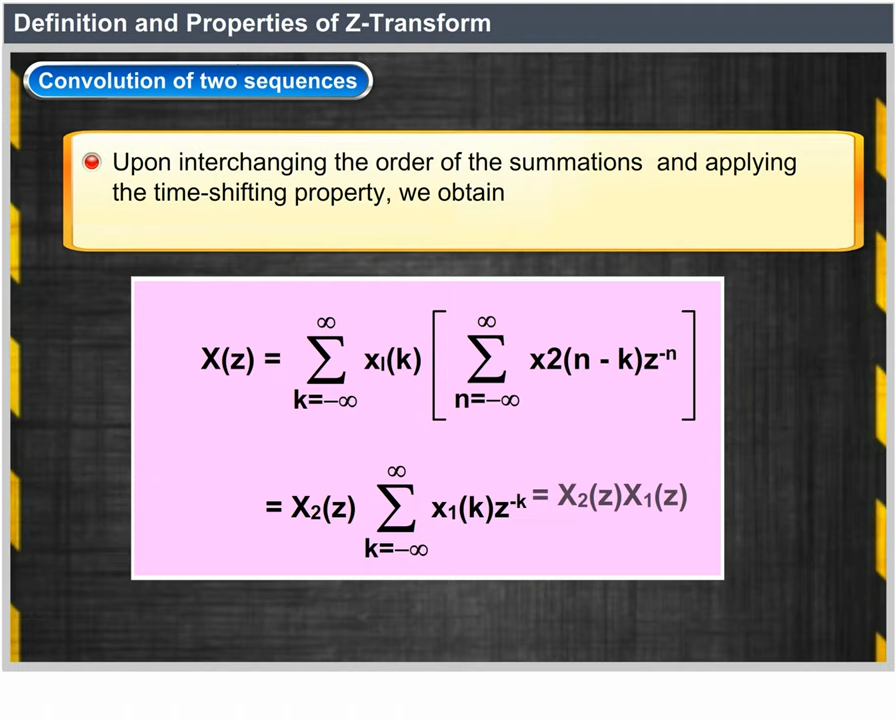 Definition and Properties of Z-Transform
Convolution of two sequences
Upon interchanging the order of the summations and applying
the time-shifting property, we obtain
X(z) = ∑_{k=–∞}^{∞} xₗ(k) [ ∑_{n=–∞}^{∞} x2(n - k)z⁻ⁿ ]
= X₂(z) ∑_{k=–∞}^{∞} x₁(k)z⁻ᵏ = X₂(z)X₁(z)